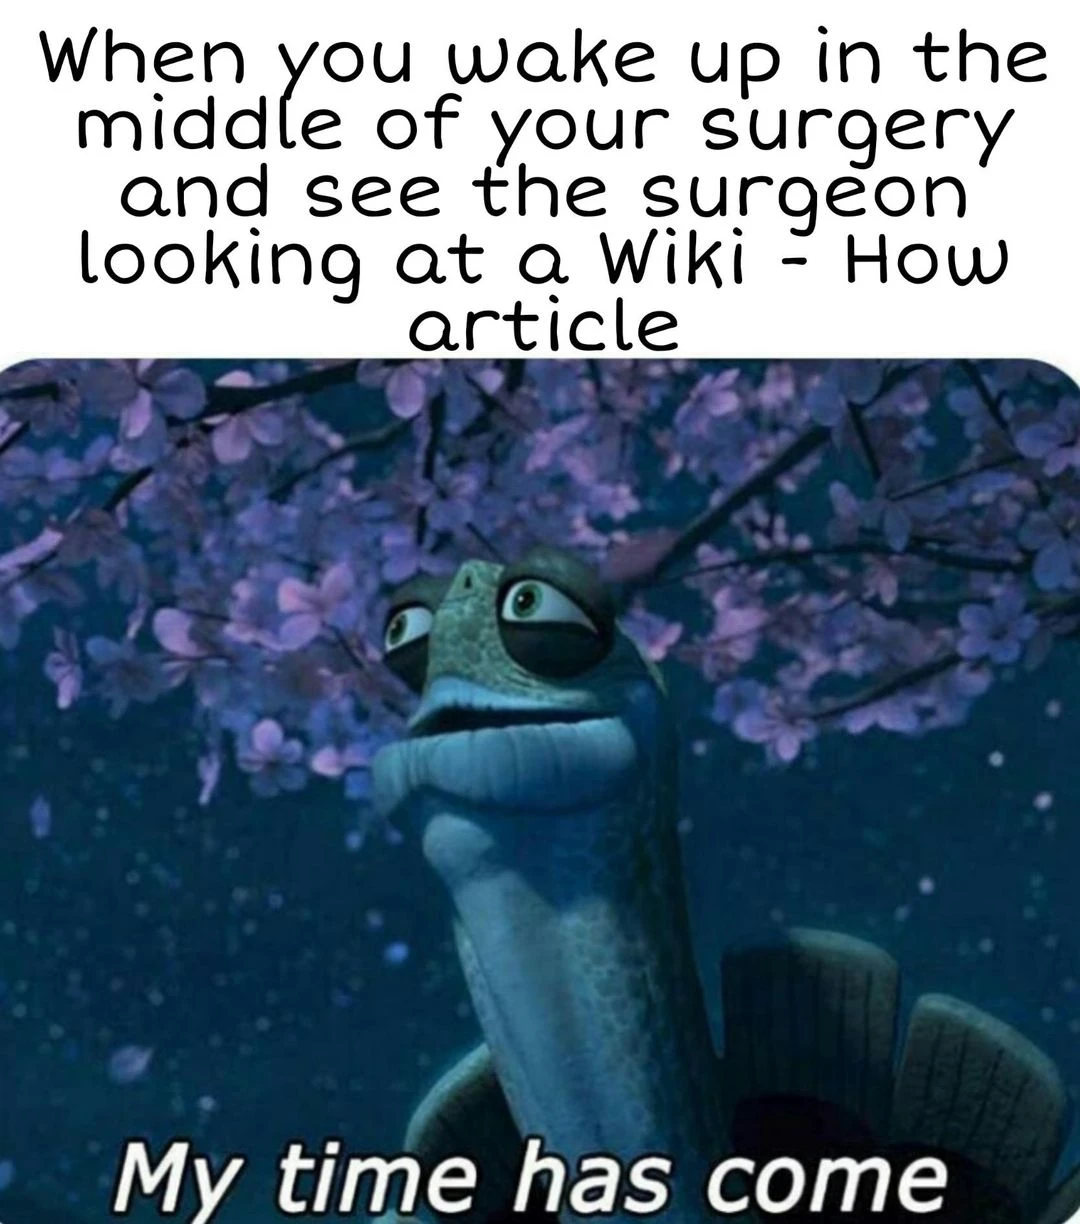 When you wake up in the
middle of your surgery
and see the surgeon
looking at a Wiki - How
article
My time has come